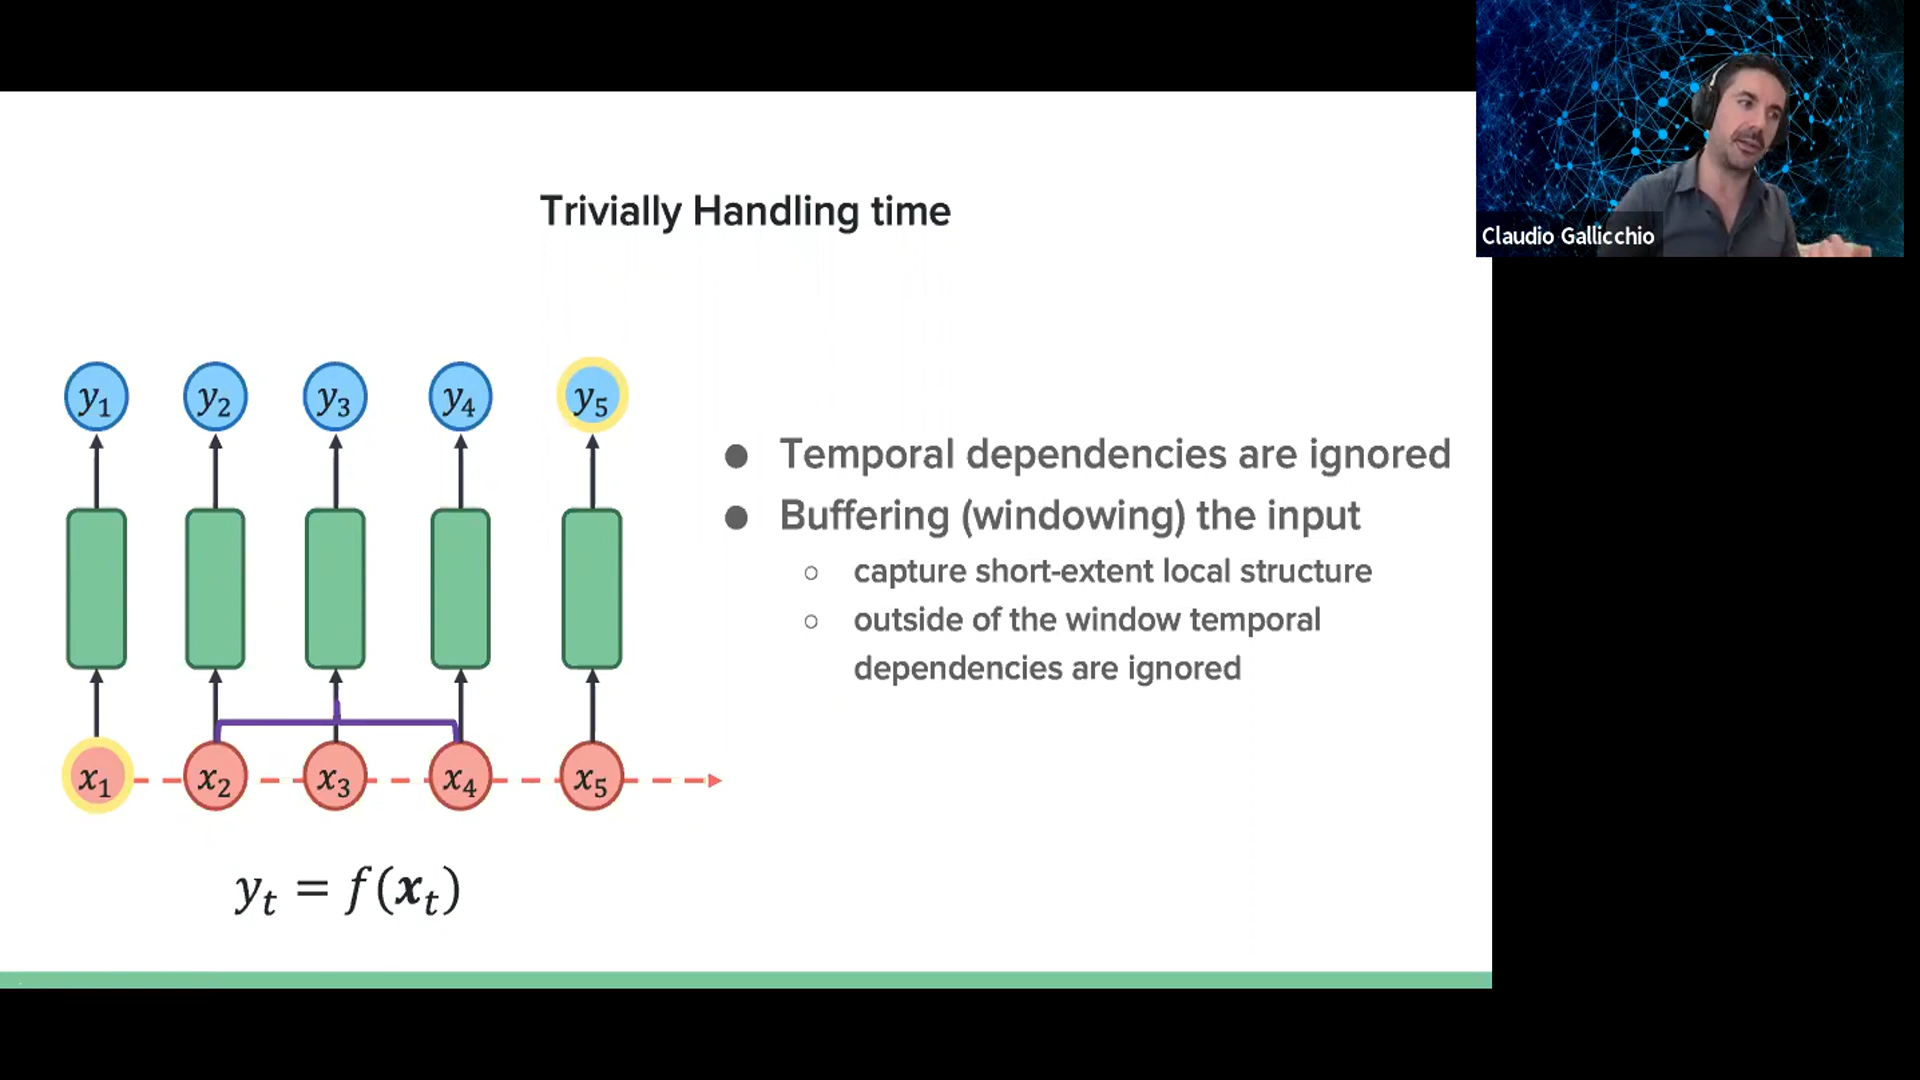 Claudio Gallicchio
Trivially Handling time
y₁ y₂ y₃ y₄ y₅
● Temporal dependencies are ignored
● Buffering (windowing) the input
○ capture short-extent local structure
○ outside of the window temporal
dependencies are ignored
x₁ x₂ x₃ x₄ x₅
yₜ = f(xₜ)